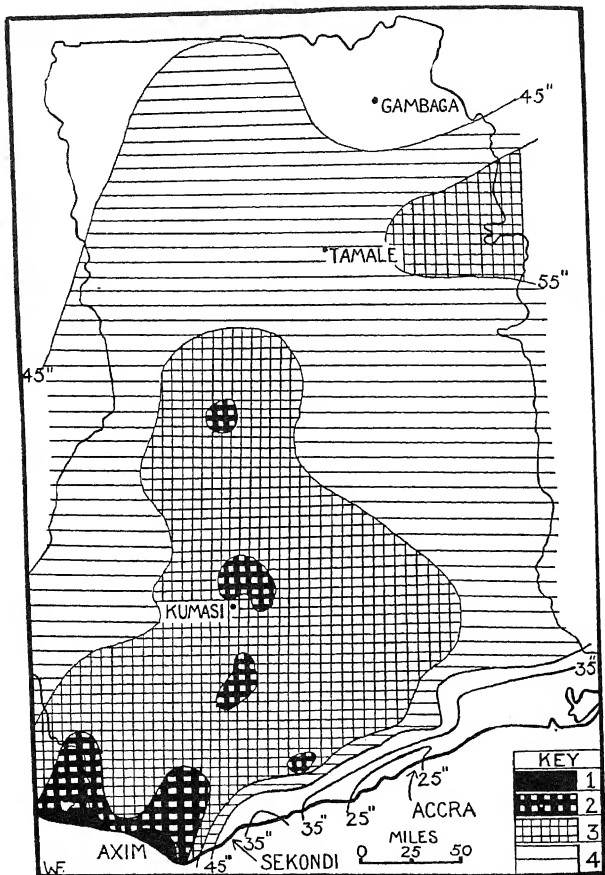 GAMBAGA
45"
TAMALE
55"
45"
KUMASI
35"
KEY
1
2
3
4
25"
ACCRA
25"
35"
35"
SEKONDI
45"
AXIM
MILES
0 25 50
W.F.